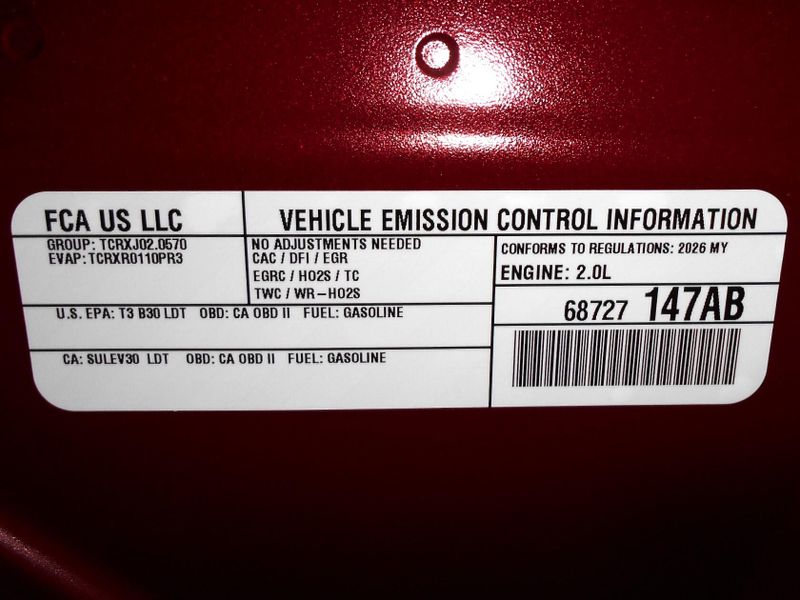 FCA US LLC
VEHICLE EMISSION CONTROL INFORMATION
GROUP: TCRXJ02.0570
EVAP:TCRXR0110PR3
NO ADJUSTMENTS NEEDED
CAC / DFI / EGR
EGRC / HO2S / TC
TWC / WR-HO2S
CONFORMS TO REGULATIONS: 2026 MY
ENGINE: 2.0L
68727 147AB
U.S. EPA: T3 B30 LDT OBD: CA OBD II FUEL: GASOLINE
CA: SULEV30 LDT OBD: CA OBD II FUEL: GASOLINE